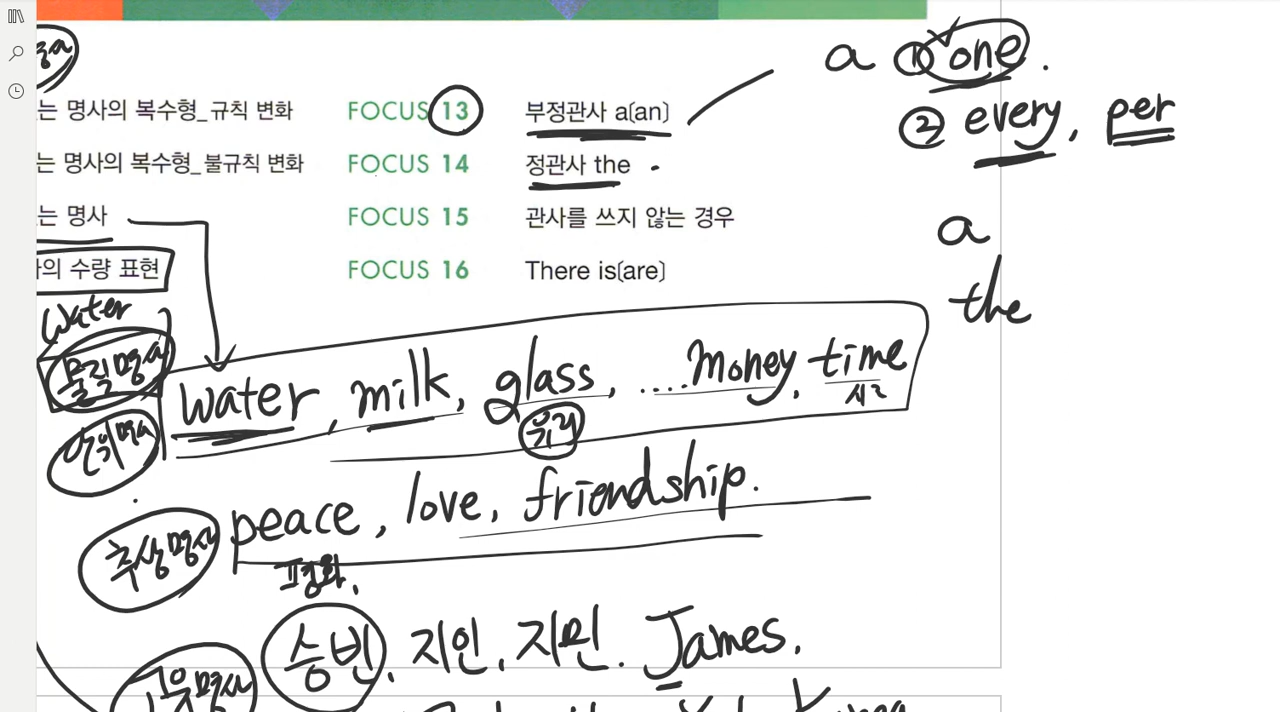 a ① one.
② every, per
는 명사의 복수형_규칙 변화 FOCUS 13 부정관사 a(an)
는 명사의 복수형_불규칙 변화 FOCUS 14 정관사 the
는 명사 FOCUS 15 관사를 쓰지 않는 경우
의 수량 표현 FOCUS 16 There is(are)
a
the
water
물질명사
water, milk, glass, ....money, time
유리
peace, love, friendship.
추상명사
평화,
승빈, 지인, 지민. James.
고유명사